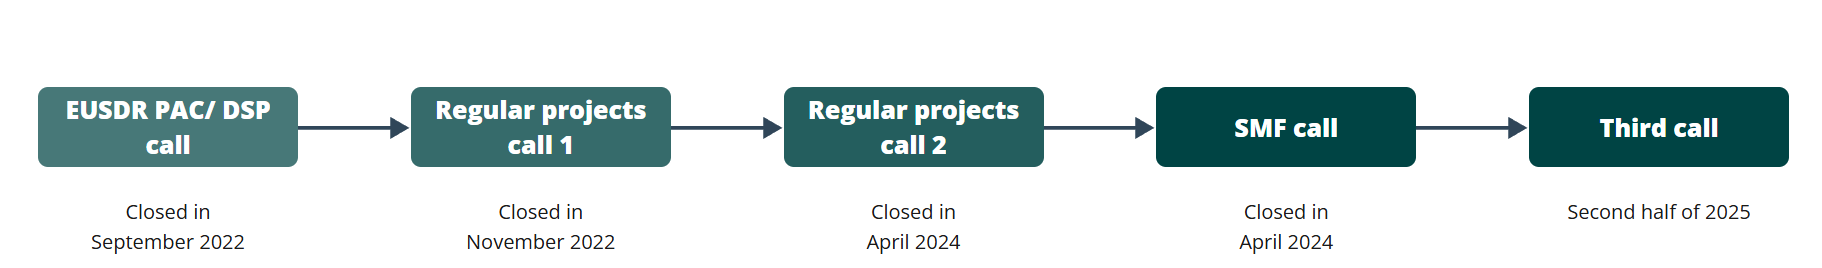 EUSDR PAC/ DSP
call
Regular projects
call 1
Regular projects
call 2
SMF call
Third call
Closed in
September 2022
Closed in
November 2022
Closed in
April 2024
Closed in
April 2024
Second half of 2025